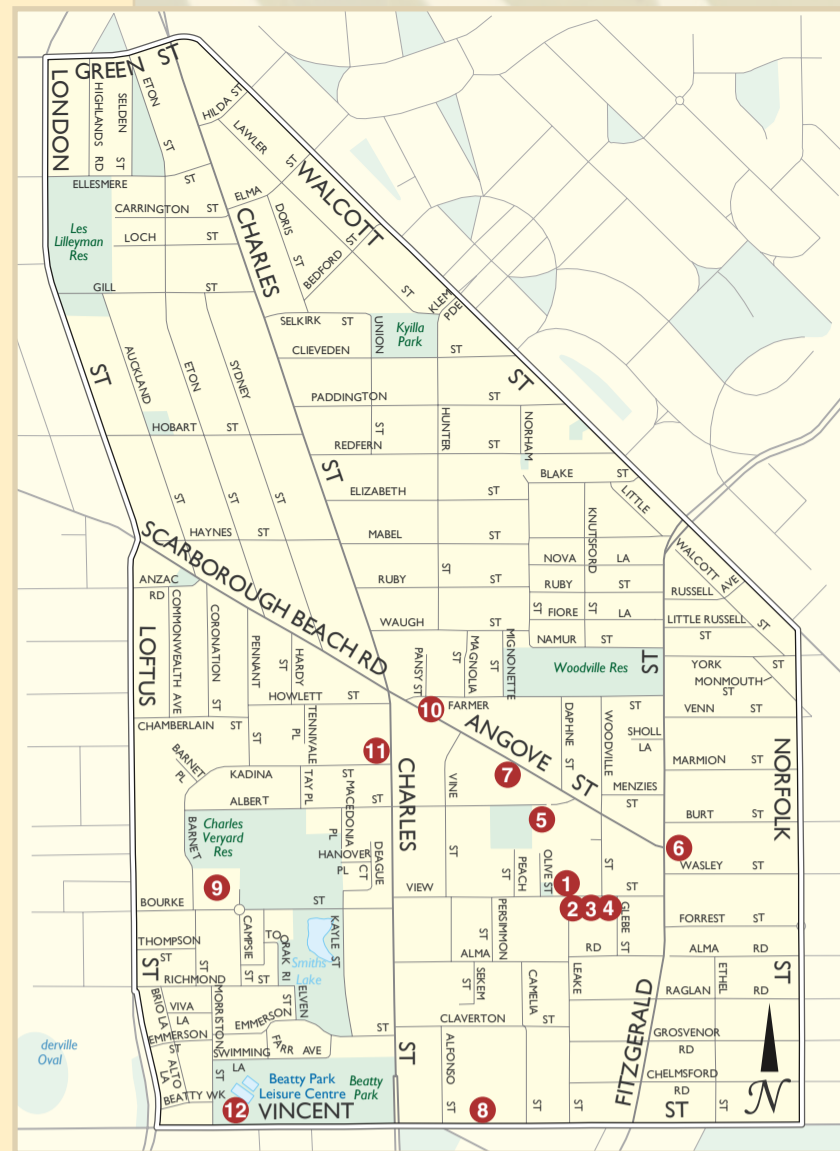 GREEN ST
LONDON
HIGHLANDS RD
SELDEN ST
ETON ST
HILDA ST
LAWLER ST
WALCOTT
ELLESMERE ST
CARRINGTON ST
ELMA
LOCH ST
CHARLES
DORIS ST
BEDFORD ST
Les
Lilleyman
Res
GILL ST
KLEM PDE
SELKIRK ST
UNION
Kyilla
Park
CLIEVEDEN ST
ST
AUCKLAND
ETON
SYDNEY
ST
PADDINGTON ST
HUNTER
NORHAM
HOBART ST
ST
REDFERN ST
ST
BLAKE ST
LITTLE
ELIZABETH ST
KNUTSFORD
ST
ST
ST
HAYNES ST
SCARBOROUGH BEACH RD
MABEL ST
WALCOTT
AVE
NOVA LA
ANZAC
RD
RUBY ST
ST
RUBY ST
RUSSELL
COMMONWEALTH AVE
CORONATION ST
WAUGH ST
ST FIORE ST LA
LITTLE RUSSELL
ST
ST
LOFTUS
PENNANT
ST
HARDY
ST
NAMUR ST
PANSY ST
MAGNOLIA
ST
MIGNONETTE
ST
Woodville Res
ST
YORK ST
MONMOUTH
ST
HOWLETT ST
10
FARMER ST
VENN ST
CHAMBERLAIN ST
TENNIVALE
PL
ANGOVE
ST
DAPHNE
ST
WOODVILLE
SHOLL
LA
NORFOLK
11
BARNET
PL
KADINA ST
TAY PL
7
MARMION ST
MENZIES
ST
ALBERT ST
MACEDONIA
PL
CHARLES
VINE
ST
5
BURT ST
Charles
Veryard
Res
BARNET
HANOVER
PL
DEAGUE
CT
6
WASLEY ST
PEACH
ST
OLIVE ST
ST
9
1
VIEW ST
2
3
4
BOURKE ST
GLEBE
ST
FORREST ST
THOMPSON
ST
CAMPSIE
ST
TO
ORAK RI
ST
KAYLE ST
PERSIMMON
ST
ALMA RD
ALMA RD
Smiths
Lake
ST
RICHMOND ST
ST
SEKEM
ST
CAMELIA
ST
LEAKE
ST
RAGLAN RD
ETHEL
ST
ST
BRIO LA
VIVA
LA
MORRISTON
ST
ELVEN
ST
EMMERSON
ST
EMMERSON ST
CLAVERTON ST
FITZGERALD
GROSVENOR
RD
FARR AVE
SWIMMING
LA
ALTO
LA
ALFONSO
ST
ST
CHELMSFORD
RD
BEATTY WK
Beatty Park
Leisure Centre
Beatty
Park
derville
Oval
12
VINCENT
8
ST
N